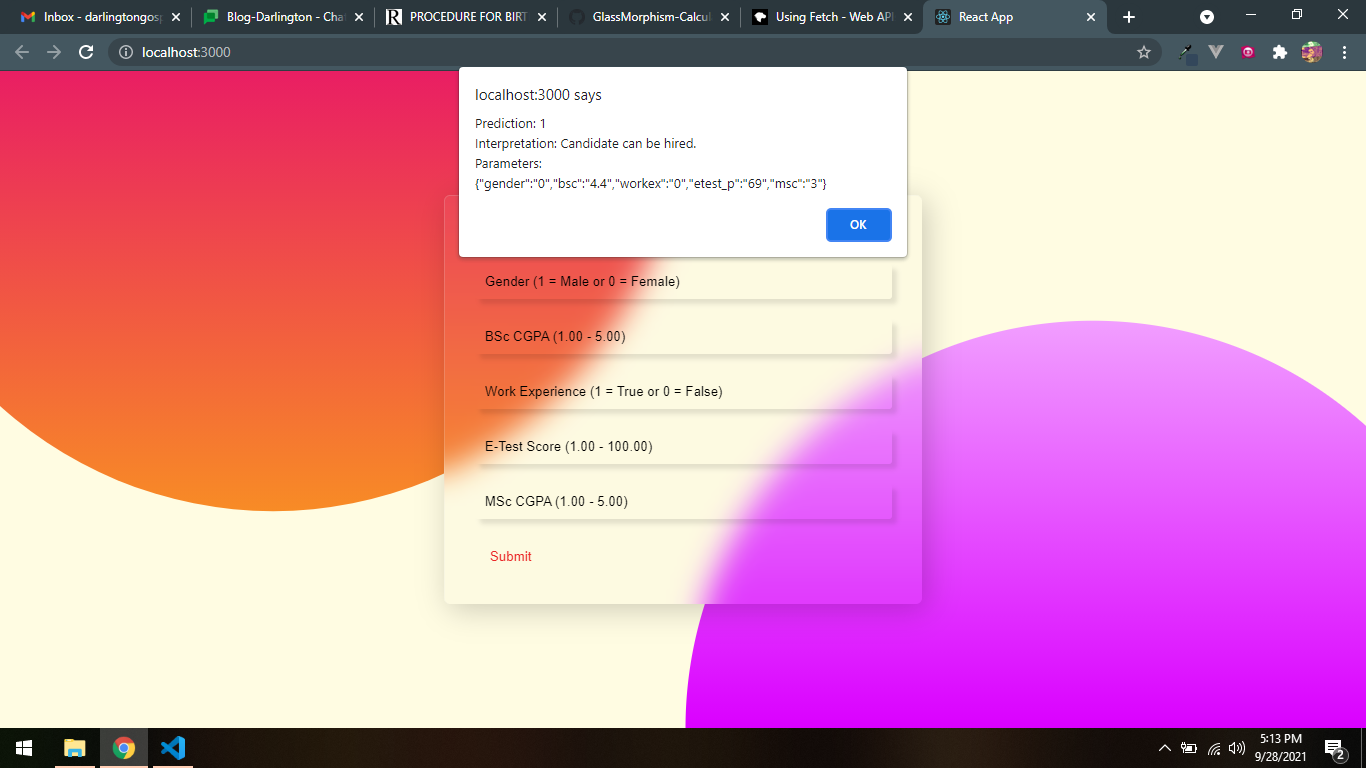 Inbox - darlingtongosp
Blog-Darlington - Chat
PROCEDURE FOR BIRT
GlassMorphism-Calcul
Using Fetch - Web API
React App
localhost:3000
localhost:3000 says
Prediction: 1
Interpretation: Candidate can be hired.
Parameters:
{"gender":"0","bsc":"4.4","workex":"0","etest_p":"69","msc":"3"}
OK
Gender (1 = Male or 0 = Female)
BSc CGPA (1.00 - 5.00)
Work Experience (1 = True or 0 = False)
E-Test Score (1.00 - 100.00)
MSc CGPA (1.00 - 5.00)
Submit
5:13 PM
9/28/2021
2